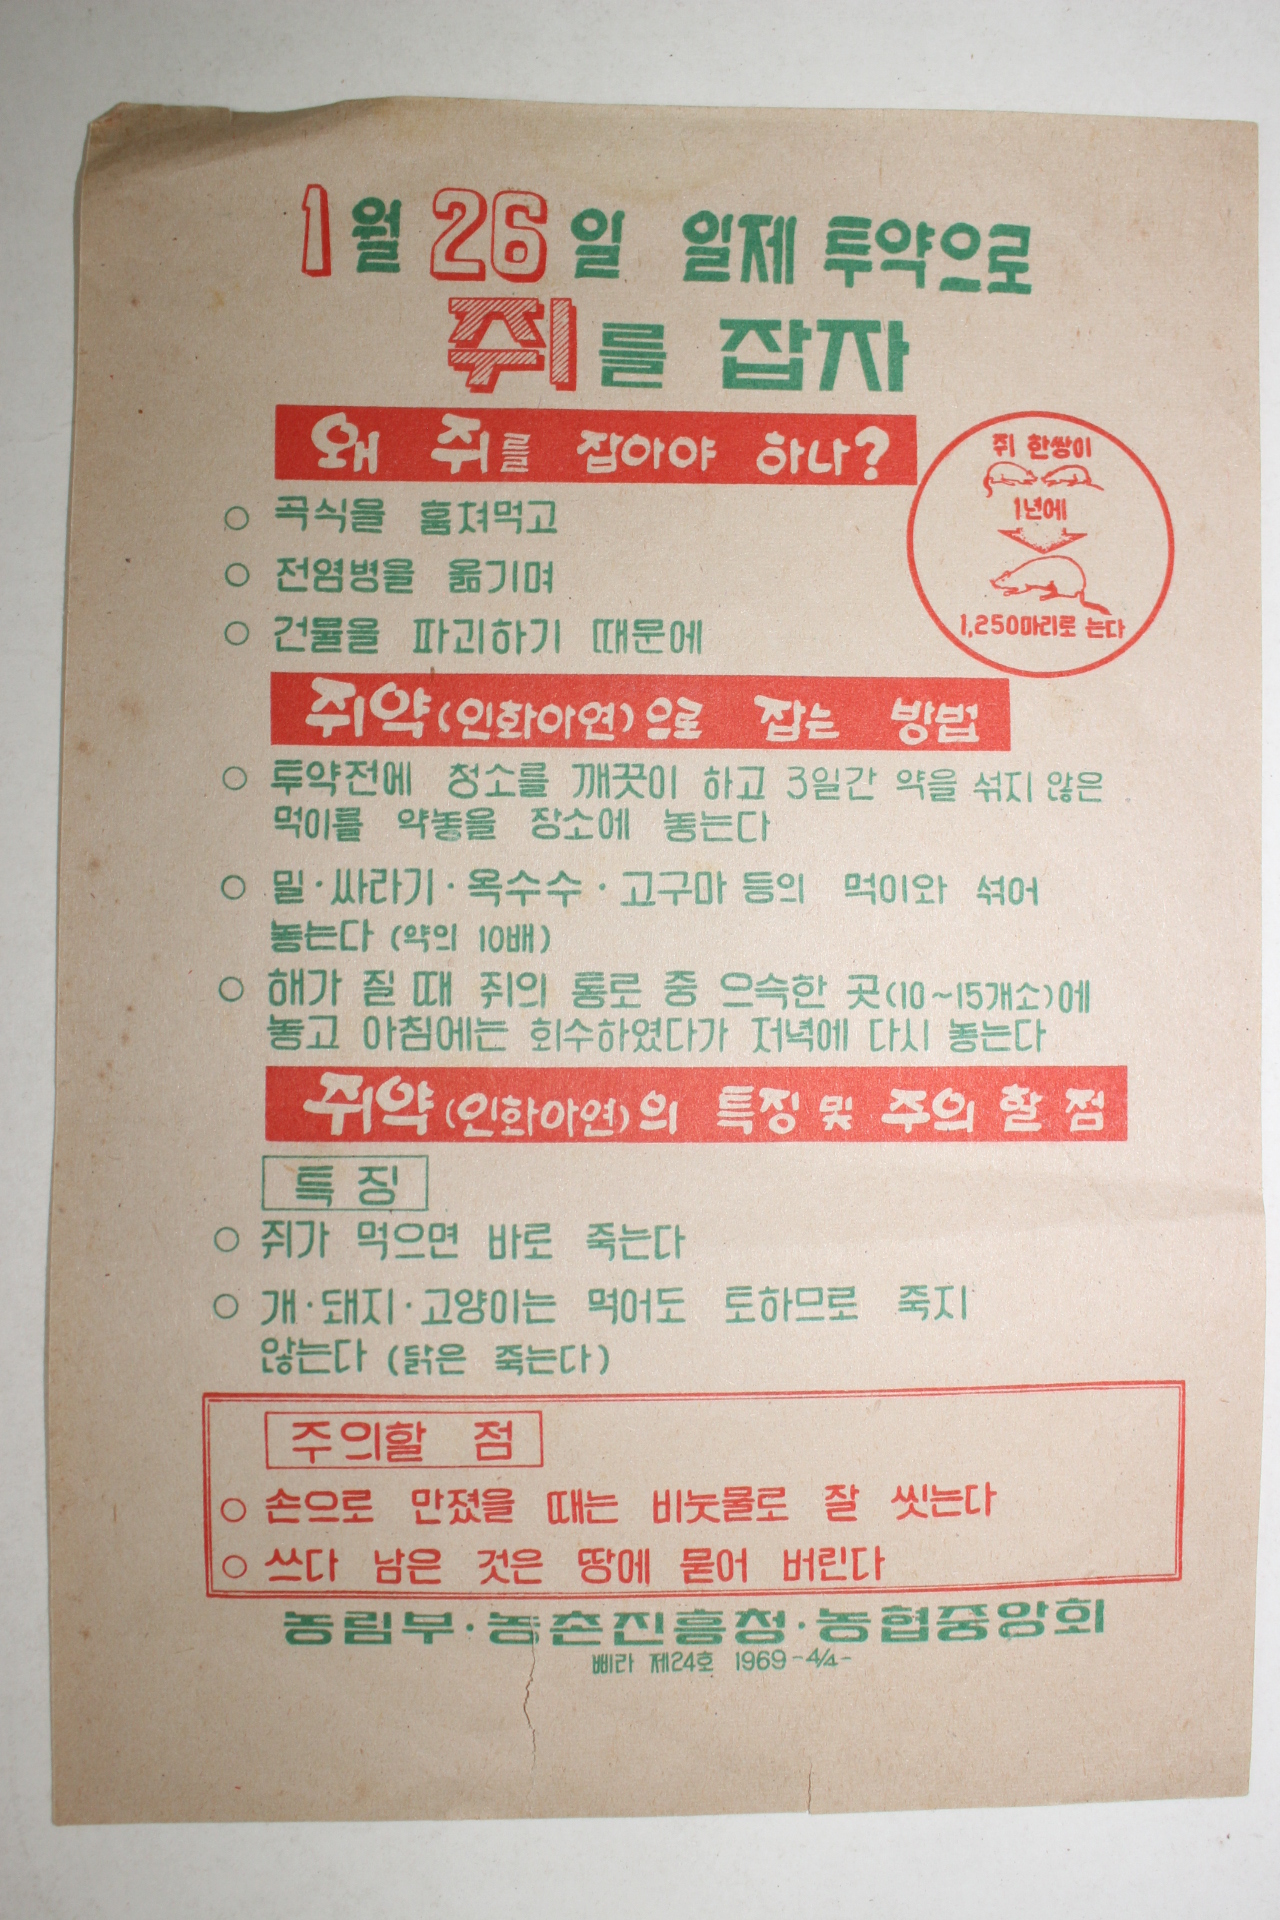 1월 26일 일제 투약으로
쥐를 잡자
왜 쥐를 잡아야 하나?
○ 곡식을 훔쳐먹고
○ 전염병을 옮기며
○ 건물을 파괴하기 때문에
쥐 한쌍이
1년에
1,250마리로 는다
쥐약(인화아연)으로 잡는 방법
○ 투약전에 청소를 깨끗이 하고 3일간 약을 섞지 않은
먹이를 약놓을 장소에 놓는다
○ 밀·싸라기·옥수수·고구마 등의 먹이와 섞어
놓는다 (약의 10배)
○ 해가 질 때 쥐의 통로 중 으슥한 곳(10~15개소)에
놓고 아침에는 회수하였다가 저녁에 다시 놓는다
쥐약(인화아연)의 특징 및 주의 할 점
특징
○ 쥐가 먹으면 바로 죽는다
○ 개·돼지·고양이는 먹어도 토하므로 죽지
않는다 (닭은 죽는다)
주의할 점
○ 손으로 만졌을 때는 비눗물로 잘 씻는다
○ 쓰다 남은 것은 땅에 묻어 버린다
농림부·농촌진흥청·농협중앙회
삐라 제24호 1969-4/4-